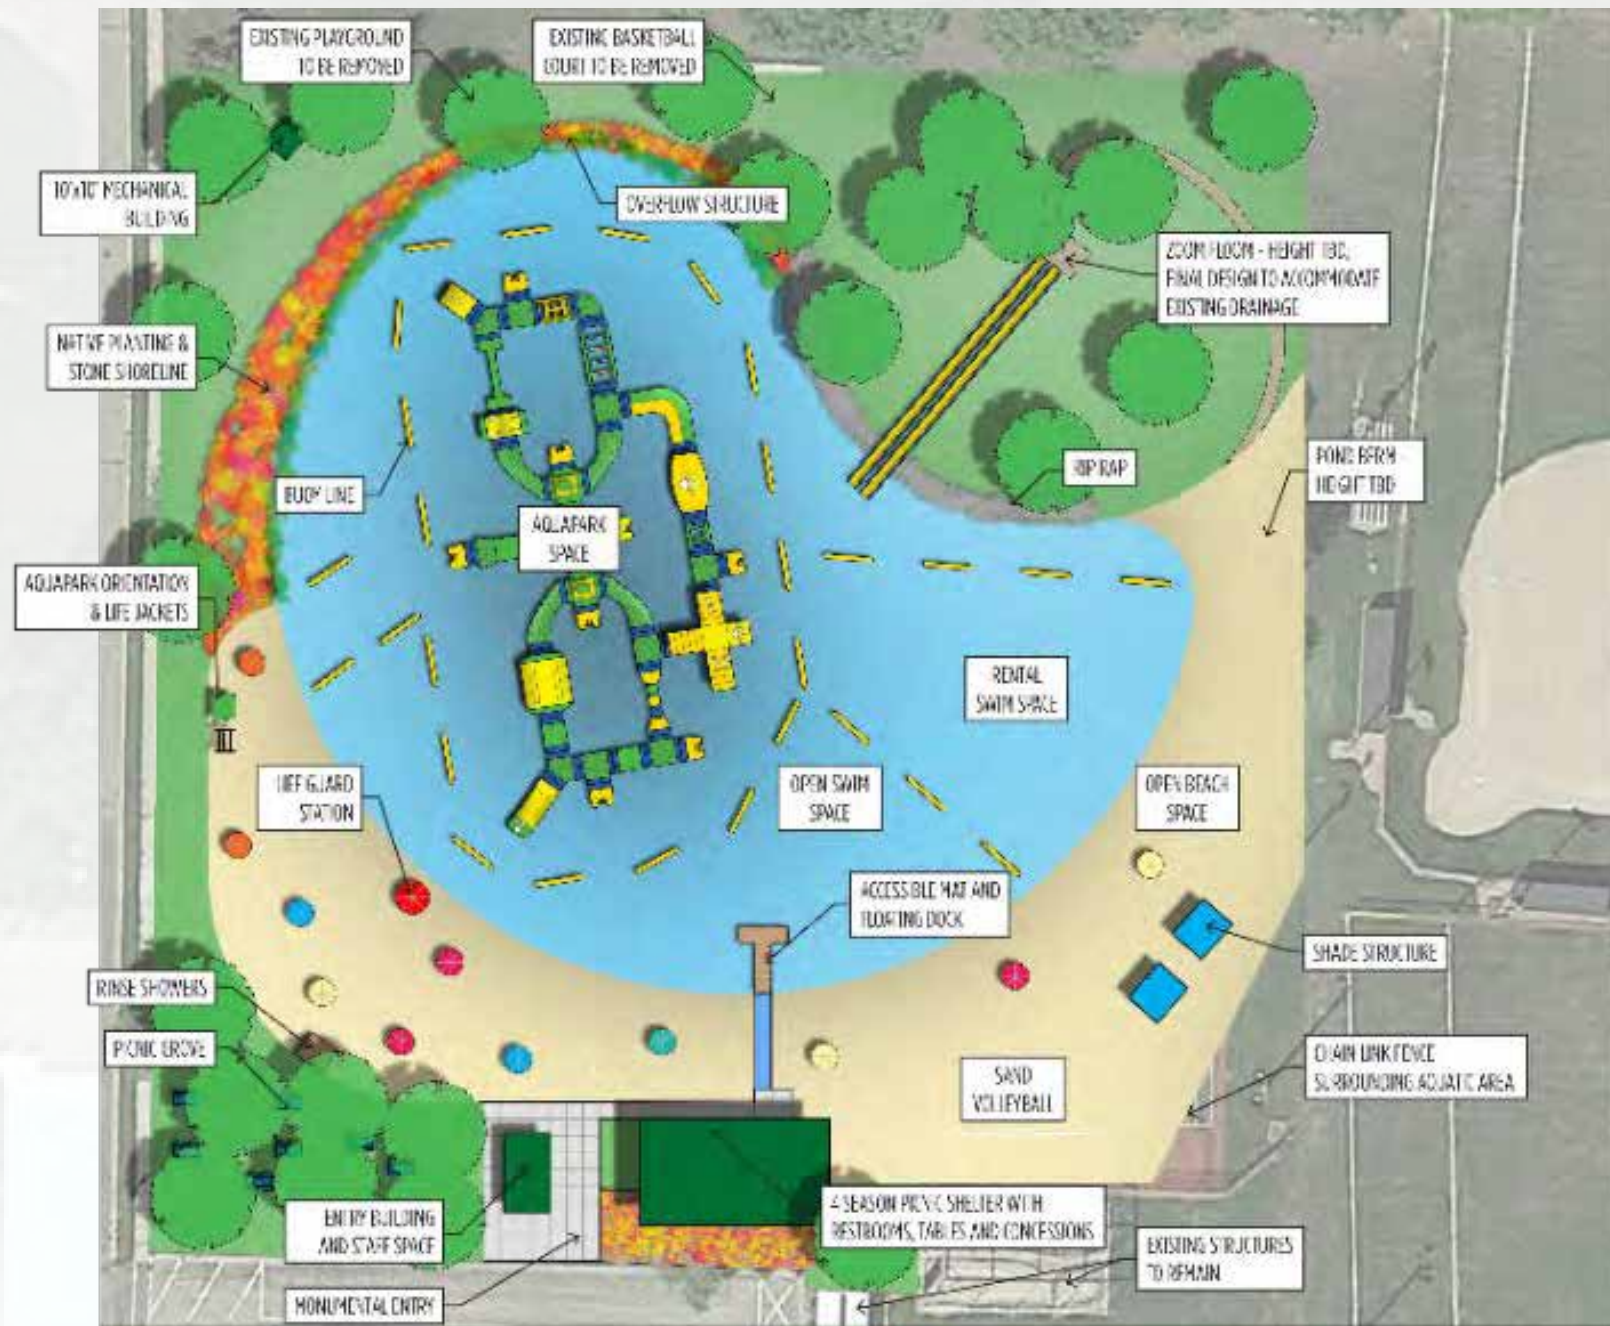 EXISTING PLAYGROUND
TO BE REMOVED
EXISTING BASKETBALL
COURT TO BE REMOVED
10'x10' MECHANICAL
BUILDING
OVERFLOW STRUCTURE
ZOOM FLOOM - HEIGHT TBD,
FINAL DESIGN TO ACCOMMODATE
EXISTING DRAINAGE
NATIVE PLANTING &
STONE SHORELINE
BUOY LINE
RIP RAP
POND BERM
HEIGHT TBD
AQUAPARK
SPACE
AQUAPARK ORIENTATION
& LIFE JACKETS
RENTAL
SWIM SPACE
LIFE GUARD
STATION
OPEN SWIM
SPACE
OPEN BEACH
SPACE
ACCESSIBLE MAT AND
FLOATING DOCK
SHADE STRUCTURE
RINSE SHOWERS
PICNIC GROVE
SAND
VOLLEYBALL
CHAIN LINK FENCE
SURROUNDING AQUATIC AREA
ENTRY BUILDING
AND STAFF SPACE
4 SEASON PICNIC SHELTER WITH
RESTROOMS, TABLES AND CONCESSIONS
EXISTING STRUCTURES
TO REMAIN
MONUMENTAL ENTRY